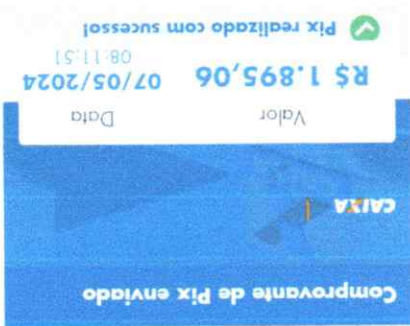 Comprovante de Pix enviado
CAIXA
Valor Data
R$ 1.895,06 07/05/2024
08:11:51
Pix realizado com sucesso!